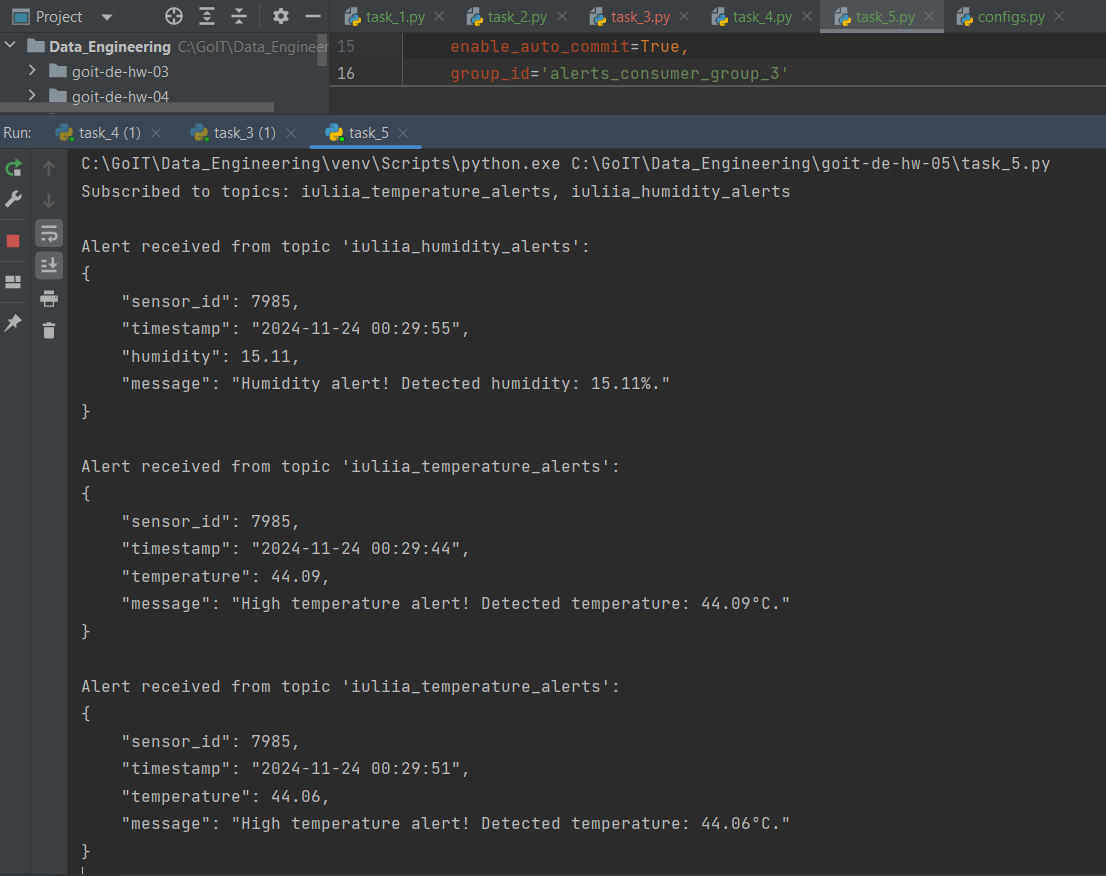 Project
task_1.py
task_2.py
task_3.py
task_4.py
task_5.py
configs.py
Data_Engineering C:\GoIT\Data_Engineer
goit-de-hw-03
goit-de-hw-04
15 enable_auto_commit=True,
16 group_id='alerts_consumer_group_3'
Run: task_4 (1) task_3 (1) task_5
C:\GoIT\Data_Engineering\venv\Scripts\python.exe C:\GoIT\Data_Engineering\goit-de-hw-05\task_5.py
Subscribed to topics: iuliia_temperature_alerts, iuliia_humidity_alerts
Alert received from topic 'iuliia_humidity_alerts':
{
"sensor_id": 7985,
"timestamp": "2024-11-24 00:29:55",
"humidity": 15.11,
"message": "Humidity alert! Detected humidity: 15.11%."
}
Alert received from topic 'iuliia_temperature_alerts':
{
"sensor_id": 7985,
"timestamp": "2024-11-24 00:29:44",
"temperature": 44.09,
"message": "High temperature alert! Detected temperature: 44.09°C."
}
Alert received from topic 'iuliia_temperature_alerts':
{
"sensor_id": 7985,
"timestamp": "2024-11-24 00:29:51",
"temperature": 44.06,
"message": "High temperature alert! Detected temperature: 44.06°C."
}